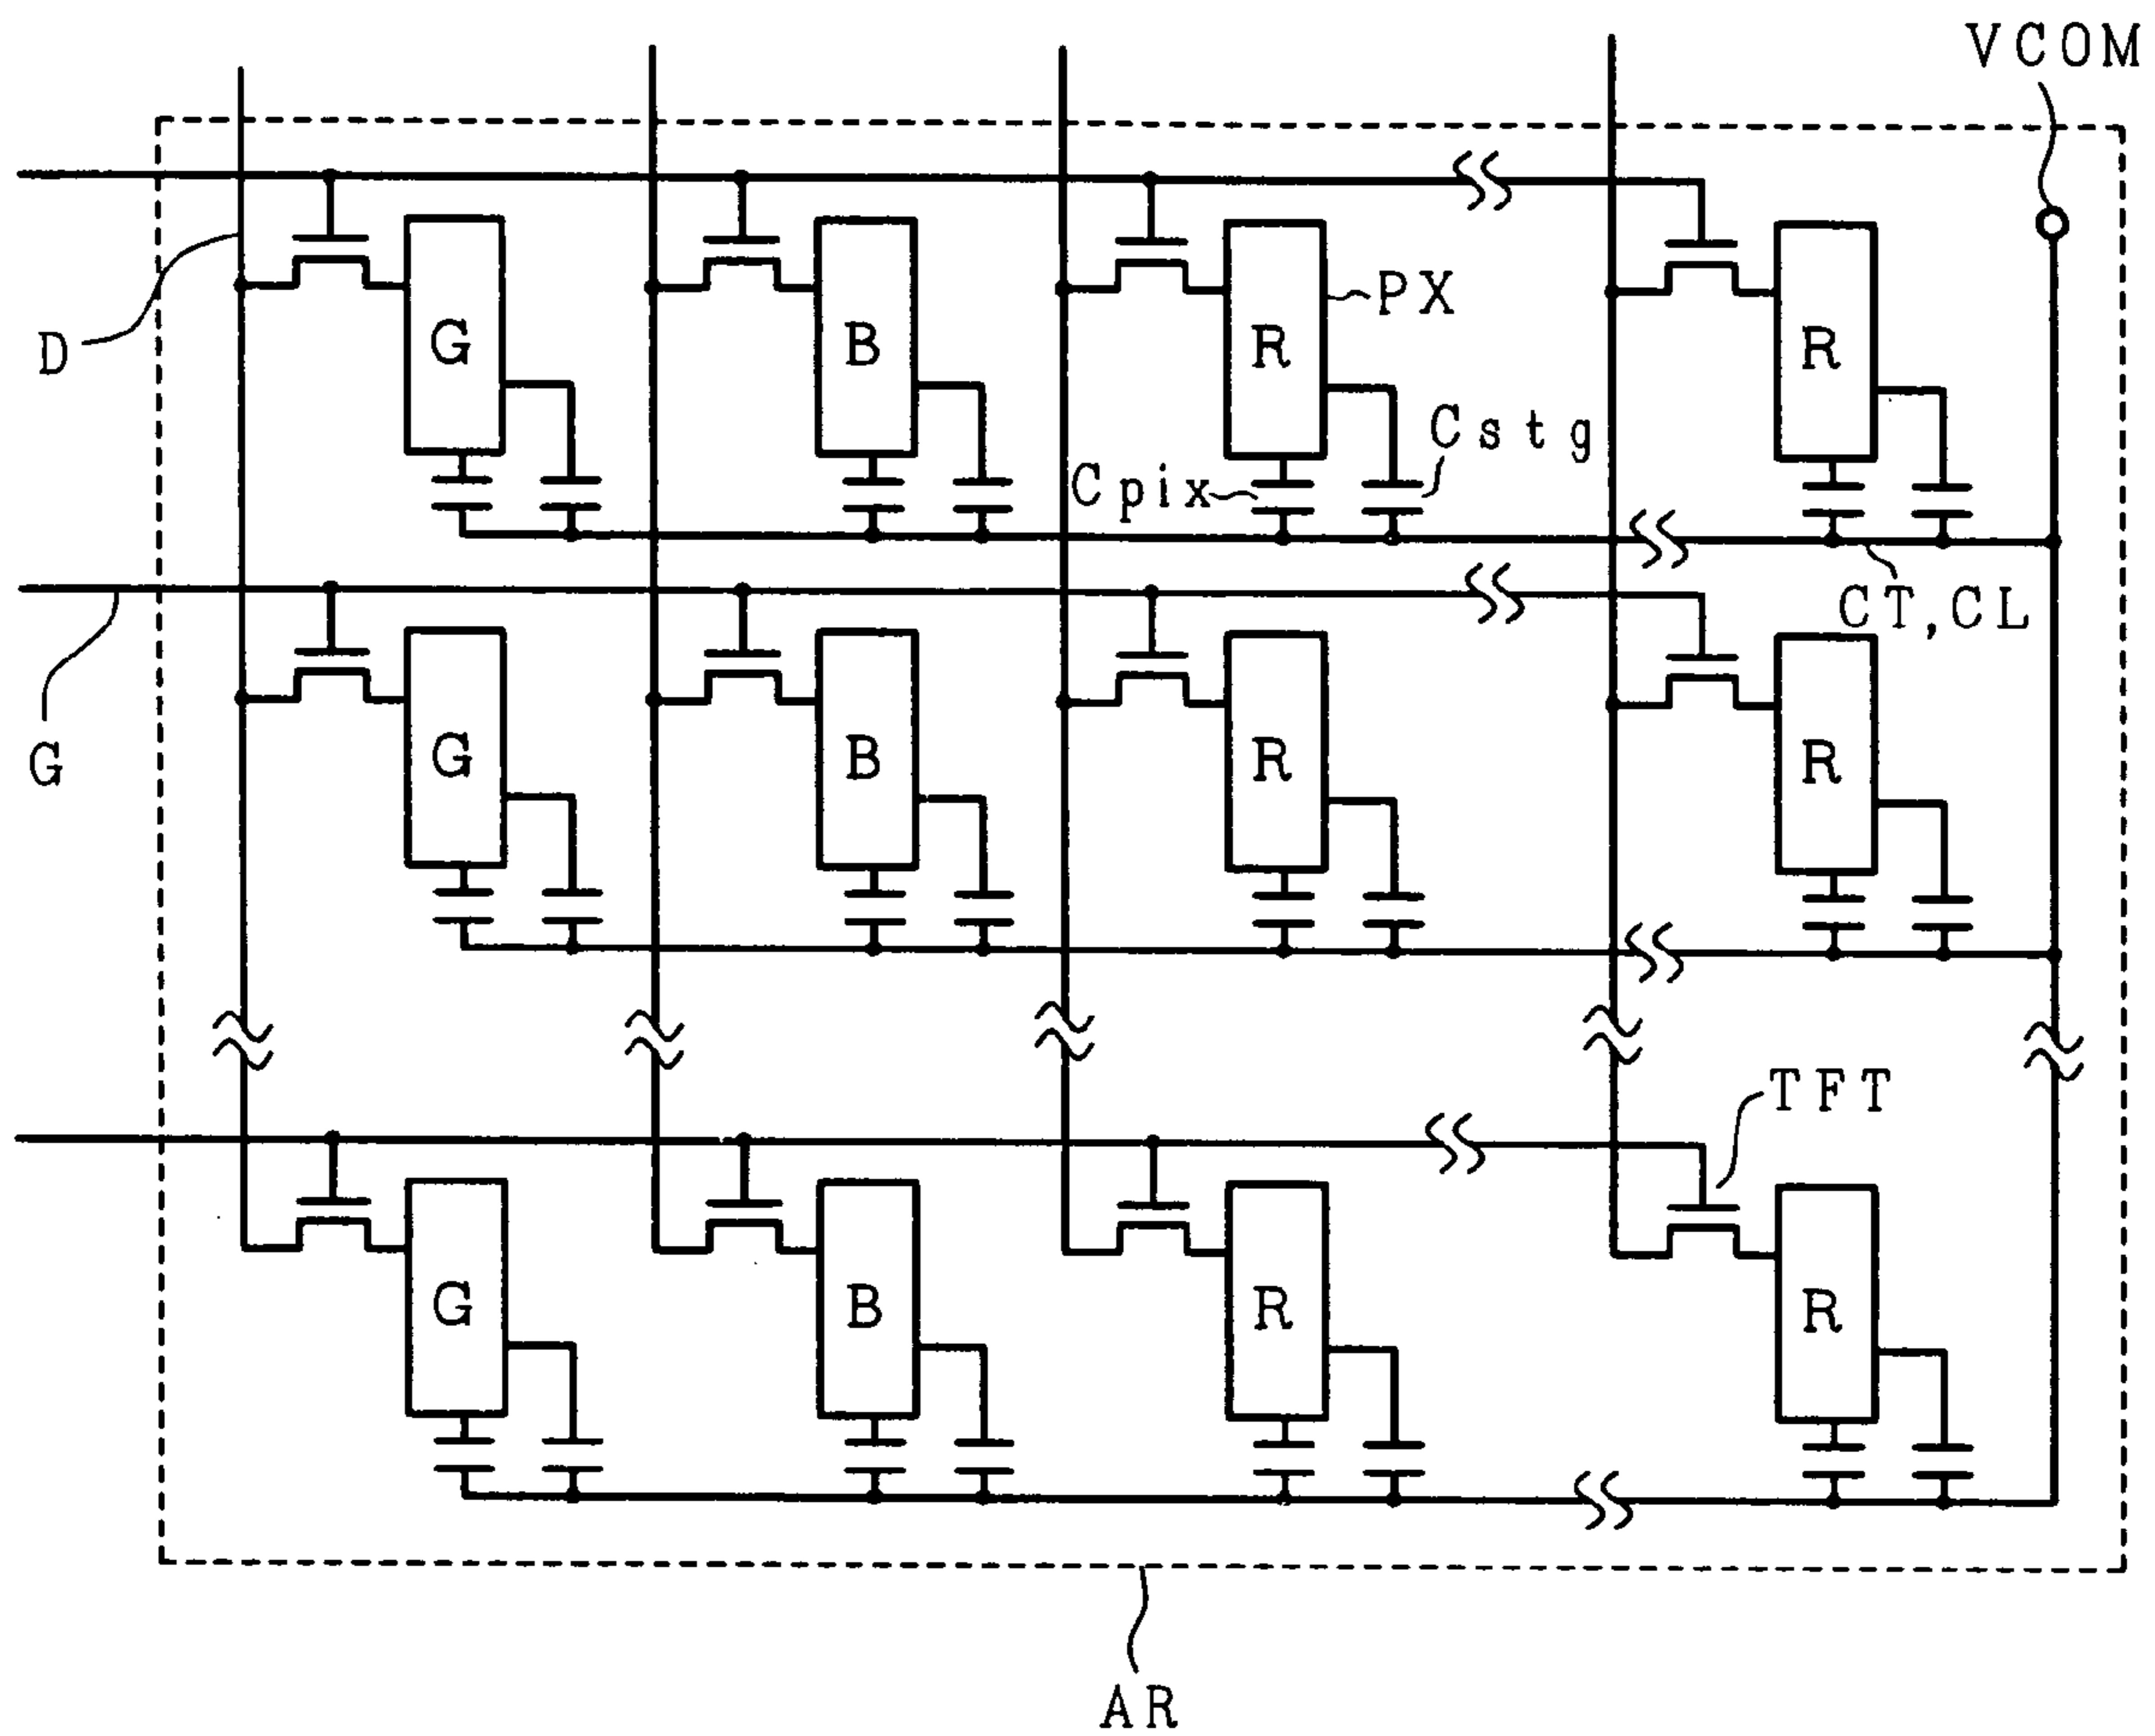 VCOM
D
G B R R
PX
Cpix
Cstg
CT,CL
G
G B R R
TFT
G B R R
AR